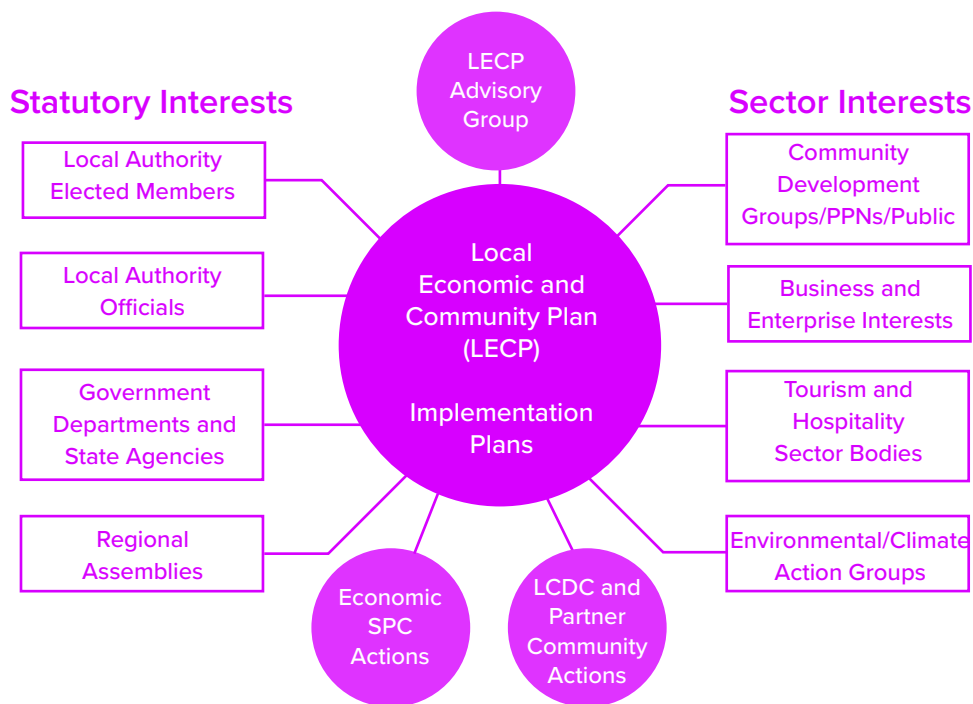 LECP
Advisory
Group
Statutory Interests
Local Authority
Elected Members
Local Authority
Officials
Government
Departments and
State Agencies
Regional
Assemblies
Local
Economic and
Community Plan
(LECP)
Implementation
Plans
Economic
SPC
Actions
LCDC and
Partner
Community
Actions
Sector Interests
Community
Development
Groups/PPNs/Public
Business and
Enterprise Interests
Tourism and
Hospitality
Sector Bodies
Environmental/Climate
Action Groups